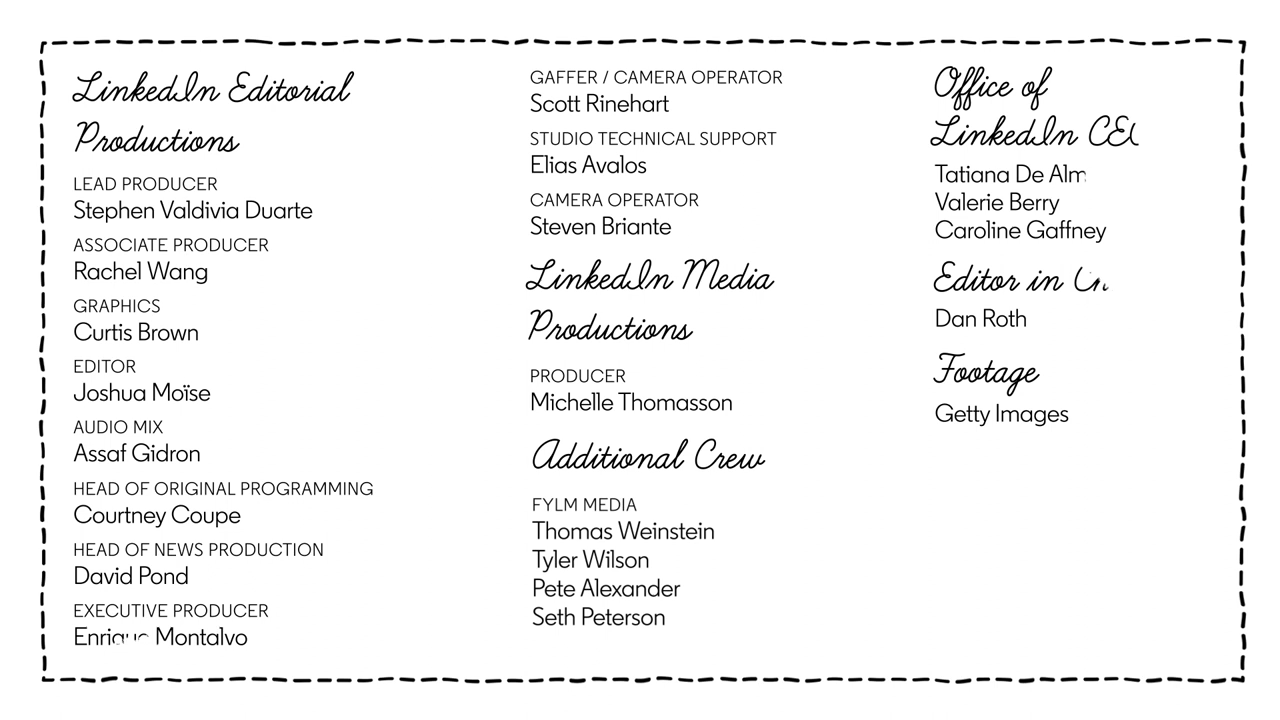 LinkedIn Editorial
Productions
LEAD PRODUCER
Stephen Valdivia Duarte
ASSOCIATE PRODUCER
Rachel Wang
GRAPHICS
Curtis Brown
EDITOR
Joshua Moïse
AUDIO MIX
Assaf Gidron
HEAD OF ORIGINAL PROGRAMMING
Courtney Coupe
HEAD OF NEWS PRODUCTION
David Pond
EXECUTIVE PRODUCER
Enrique Montalvo
GAFFER / CAMERA OPERATOR
Scott Rinehart
STUDIO TECHNICAL SUPPORT
Elias Avalos
CAMERA OPERATOR
Steven Briante
LinkedIn Media
Productions
PRODUCER
Michelle Thomasson
Additional Crew
FYLM MEDIA
Thomas Weinstein
Tyler Wilson
Pete Alexander
Seth Peterson
Office of
LinkedIn
Tatiana De
Valerie Berry
Caroline Gaffney
Editor in
Dan Roth
Footage
Getty Images